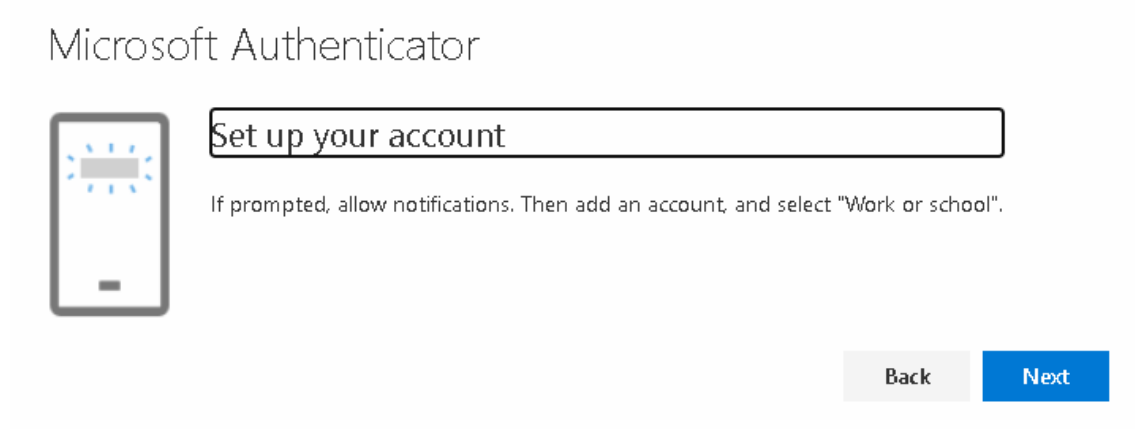 Microsoft Authenticator
Set up your account
If prompted, allow notifications. Then add an account, and select "Work or school".
Back
Next